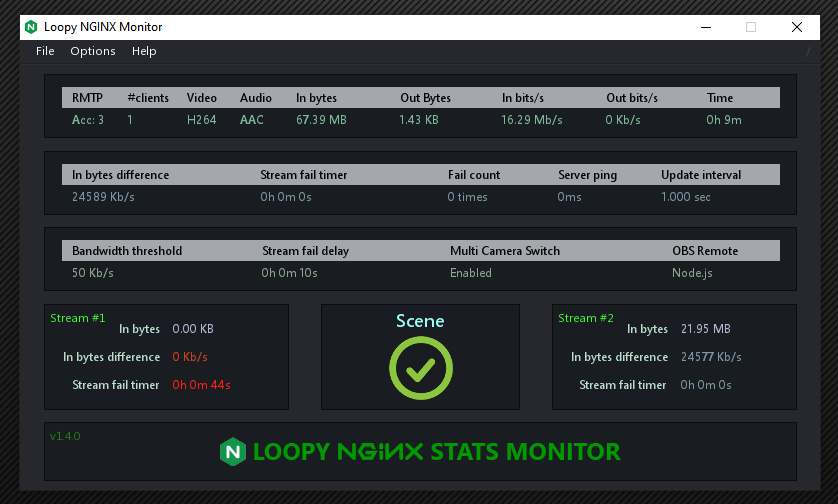 Loopy NGINX Monitor
File Options Help /
RMTP #clients Video Audio In bytes Out Bytes In bits/s Out bits/s Time
Acc: 3 1 H264 AAC 67.39 MB 1.43 KB 16.29 Mb/s 0 Kb/s 0h 9m
In bytes difference Stream fail timer Fail count Server ping Update interval
24589 Kb/s 0h 0m 0s 0 times 0ms 1.000 sec
Bandwidth threshold Stream fail delay Multi Camera Switch OBS Remote
50 Kb/s 0h 0m 10s Enabled Node.js
Stream #1
In bytes 0.00 KB
In bytes difference 0 Kb/s
Stream fail timer 0h 0m 44s
Scene
Stream #2
In bytes 21.95 MB
In bytes difference 24577 Kb/s
Stream fail timer 0h 0m 0s
v1.4.0
N LOOPY NGINX STATS MONITOR